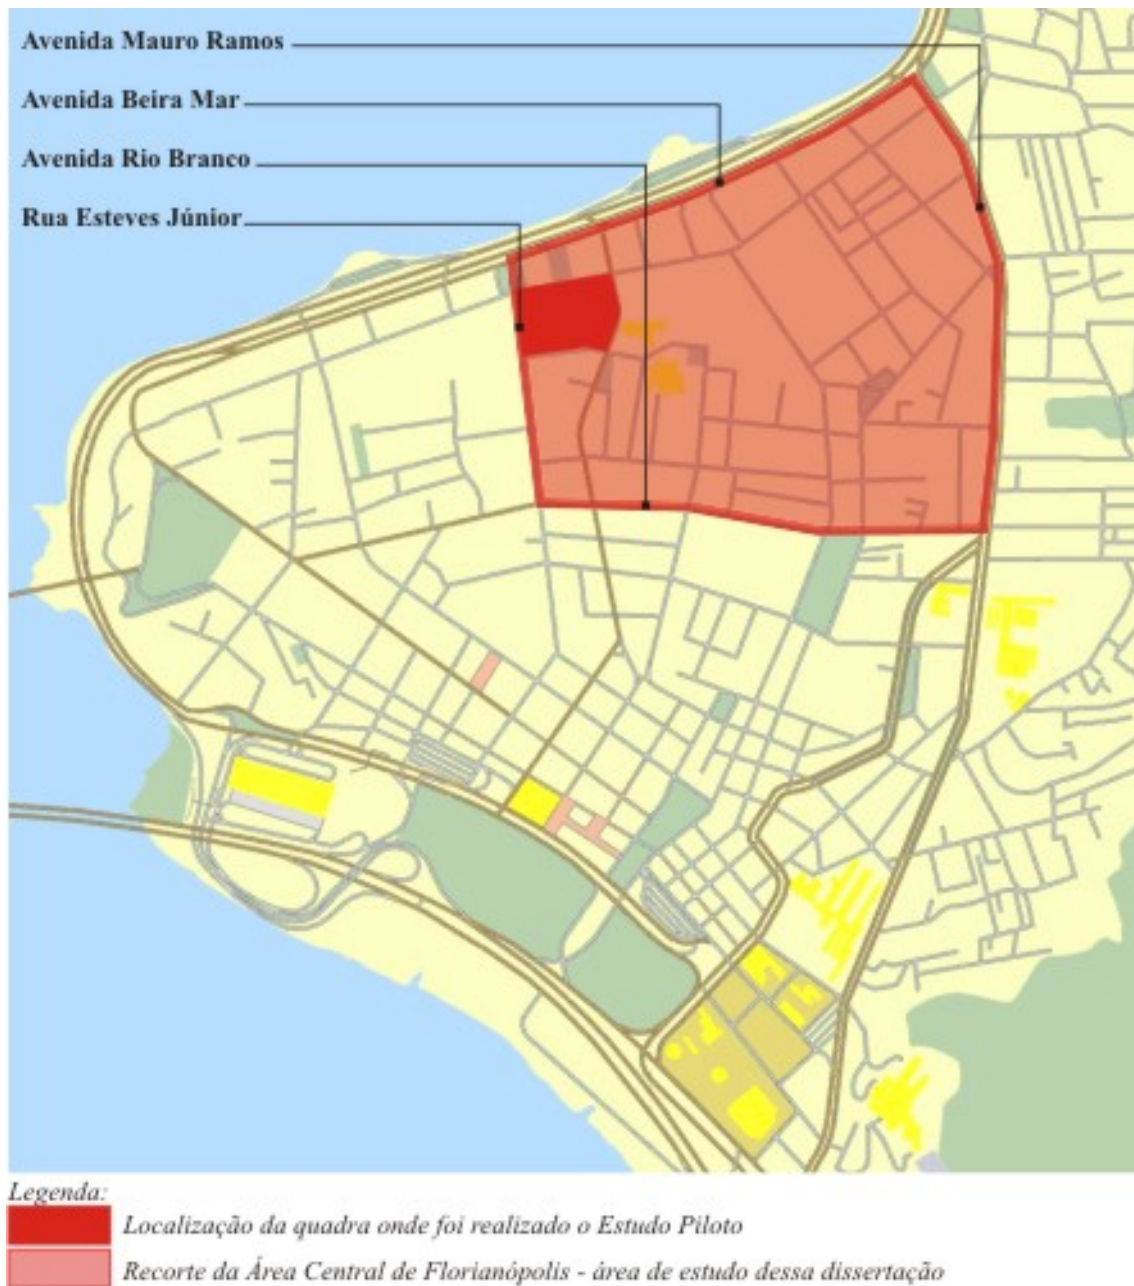 Avenida Mauro Ramos
Avenida Beira Mar
Avenida Rio Branco
Rua Esteves Júnior
Legenda:
Localização da quadra onde foi realizado o Estudo Piloto
Recorte da Área Central de Florianópolis - área de estudo dessa dissertação